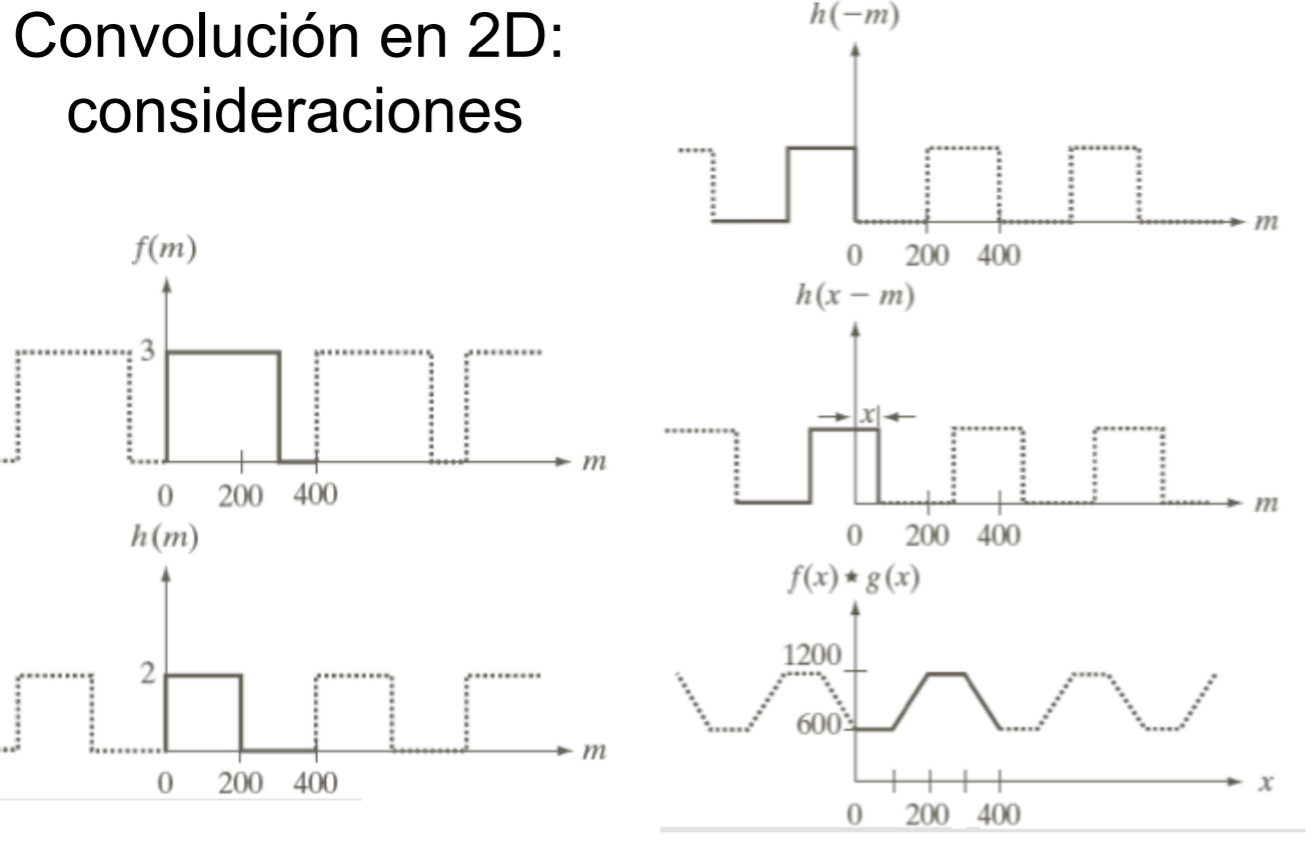 Convolución en 2D:
consideraciones
f(m)
3
m
0 200 400
h(m)
2
m
0 200 400
h(−m)
m
0 200 400
h(x − m)
x
m
0 200 400
f(x) ⋆ g(x)
1200
600
x
0 200 400